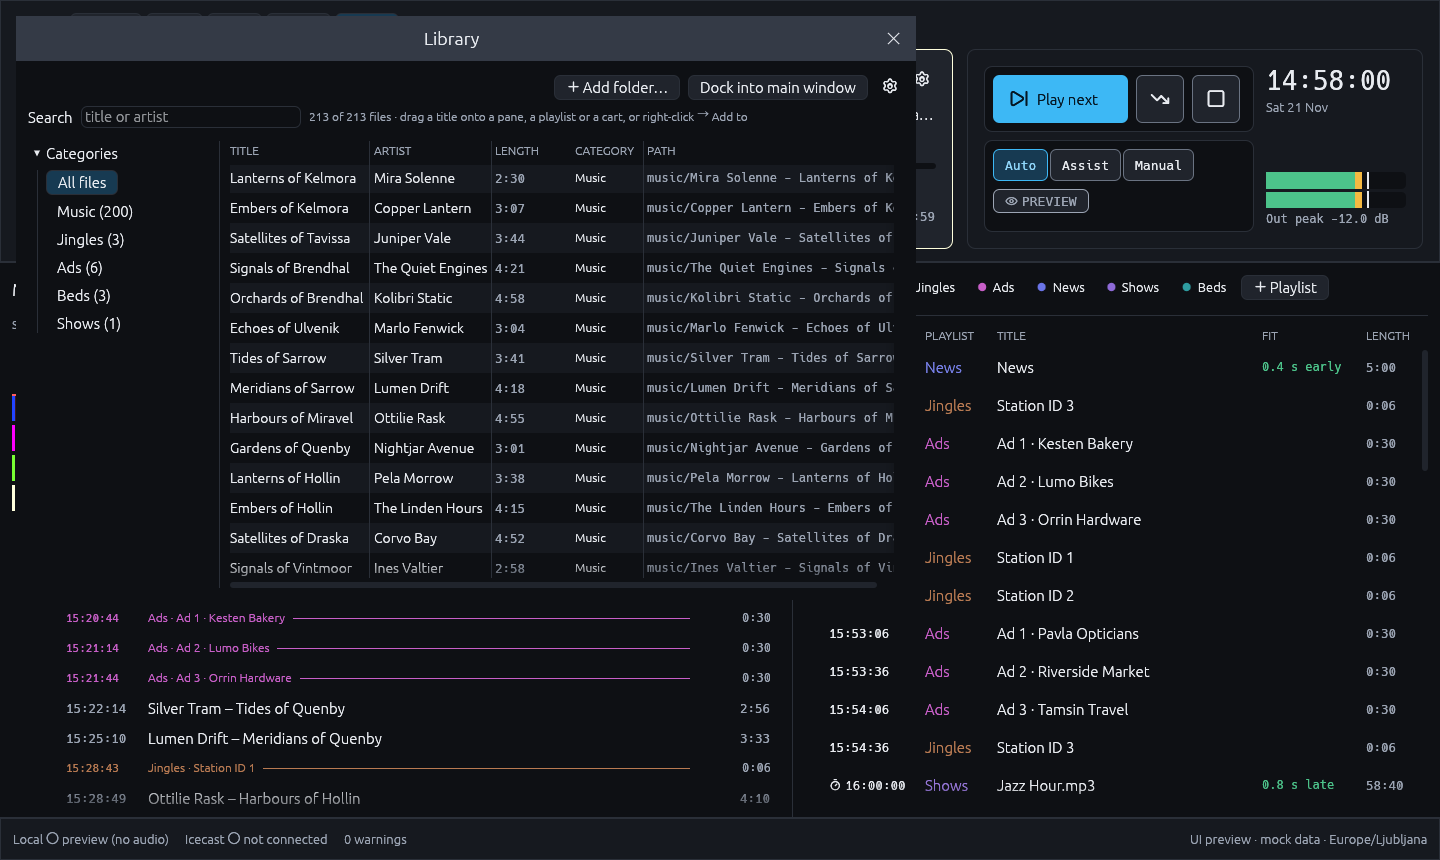 Library
+ Add folder…
Dock into main window
Search title or artist 213 of 213 files · drag a title onto a pane, a playlist or a cart, or right-click → Add to
▾ Categories
All files
Music (200)
Jingles (3)
Ads (6)
Beds (3)
Shows (1)
TITLE ARTIST LENGTH CATEGORY PATH
Lanterns of Kelmora Mira Solenne 2:30 Music music/Mira Solenne – Lanterns of K
Embers of Kelmora Copper Lantern 3:07 Music music/Copper Lantern – Embers of K
Satellites of Tavissa Juniper Vale 3:44 Music music/Juniper Vale – Satellites of
Signals of Brendhal The Quiet Engines 4:21 Music music/The Quiet Engines – Signals
Orchards of Brendhal Kolibri Static 4:58 Music music/Kolibri Static – Orchards of
Echoes of Ulvenik Marlo Fenwick 3:04 Music music/Marlo Fenwick – Echoes of Ul
Tides of Sarrow Silver Tram 3:41 Music music/Silver Tram – Tides of Sarro
Meridians of Sarrow Lumen Drift 4:18 Music music/Lumen Drift – Meridians of S
Harbours of Miravel Ottilie Rask 4:55 Music music/Ottilie Rask – Harbours of M
Gardens of Quenby Nightjar Avenue 3:01 Music music/Nightjar Avenue – Gardens of
Lanterns of Hollin Pela Morrow 3:38 Music music/Pela Morrow – Lanterns of Ho
Embers of Hollin The Linden Hours 4:15 Music music/The Linden Hours – Embers of
Satellites of Draska Corvo Bay 4:52 Music music/Corvo Bay – Satellites of Dr
Signals of Vintmoor Ines Valtier 2:58 Music music/Ines Valtier – Signals of Vi
a…
:59
Play next
14:58:00
Sat 21 Nov
Auto Assist Manual
PREVIEW
Out peak -12.0 dB
Jingles Ads News Shows Beds + Playlist
PLAYLIST TITLE FIT LENGTH
News News 0.4 s early 5:00
Jingles Station ID 3 0:06
Ads Ad 1 · Kesten Bakery 0:30
Ads Ad 2 · Lumo Bikes 0:30
Ads Ad 3 · Orrin Hardware 0:30
Jingles Station ID 1 0:06
Jingles Station ID 2 0:06
15:53:06 Ads Ad 1 · Pavla Opticians 0:30
15:53:36 Ads Ad 2 · Riverside Market 0:30
15:54:06 Ads Ad 3 · Tamsin Travel 0:30
15:54:36 Jingles Station ID 3 0:06
16:00:00 Shows Jazz Hour.mp3 0.8 s late 58:40
15:20:44 Ads · Ad 1 · Kesten Bakery 0:30
15:21:14 Ads · Ad 2 · Lumo Bikes 0:30
15:21:44 Ads · Ad 3 · Orrin Hardware 0:30
15:22:14 Silver Tram – Tides of Quenby 2:56
15:25:10 Lumen Drift – Meridians of Quenby 3:33
15:28:43 Jingles · Station ID 1 0:06
15:28:49 Ottilie Rask – Harbours of Hollin 4:10
Local preview (no audio) Icecast not connected 0 warnings
UI preview · mock data · Europe/Ljubljana